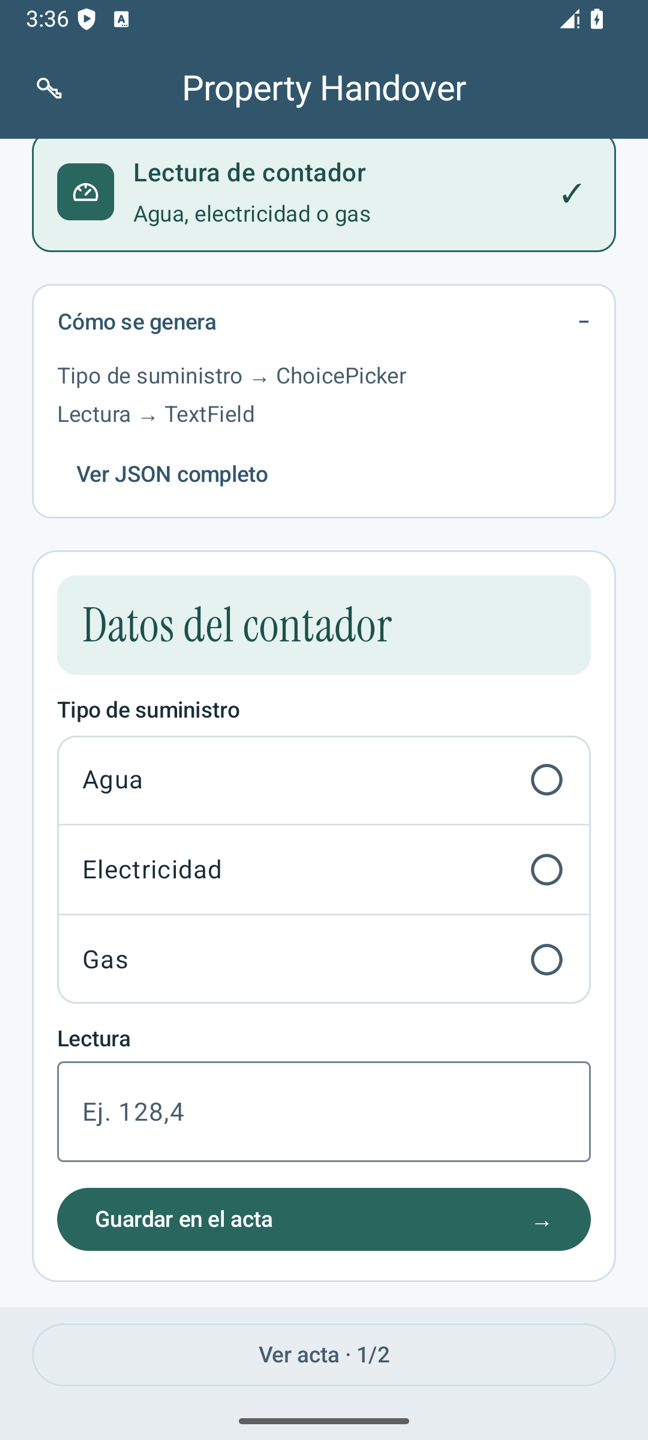 3:36
Property Handover
Lectura de contador
Agua, electricidad o gas
✓
Cómo se genera
−
Tipo de suministro → ChoicePicker
Lectura → TextField
Ver JSON completo
Datos del contador
Tipo de suministro
Agua
Electricidad
Gas
Lectura
Ej. 128,4
Guardar en el acta →
Ver acta · 1/2